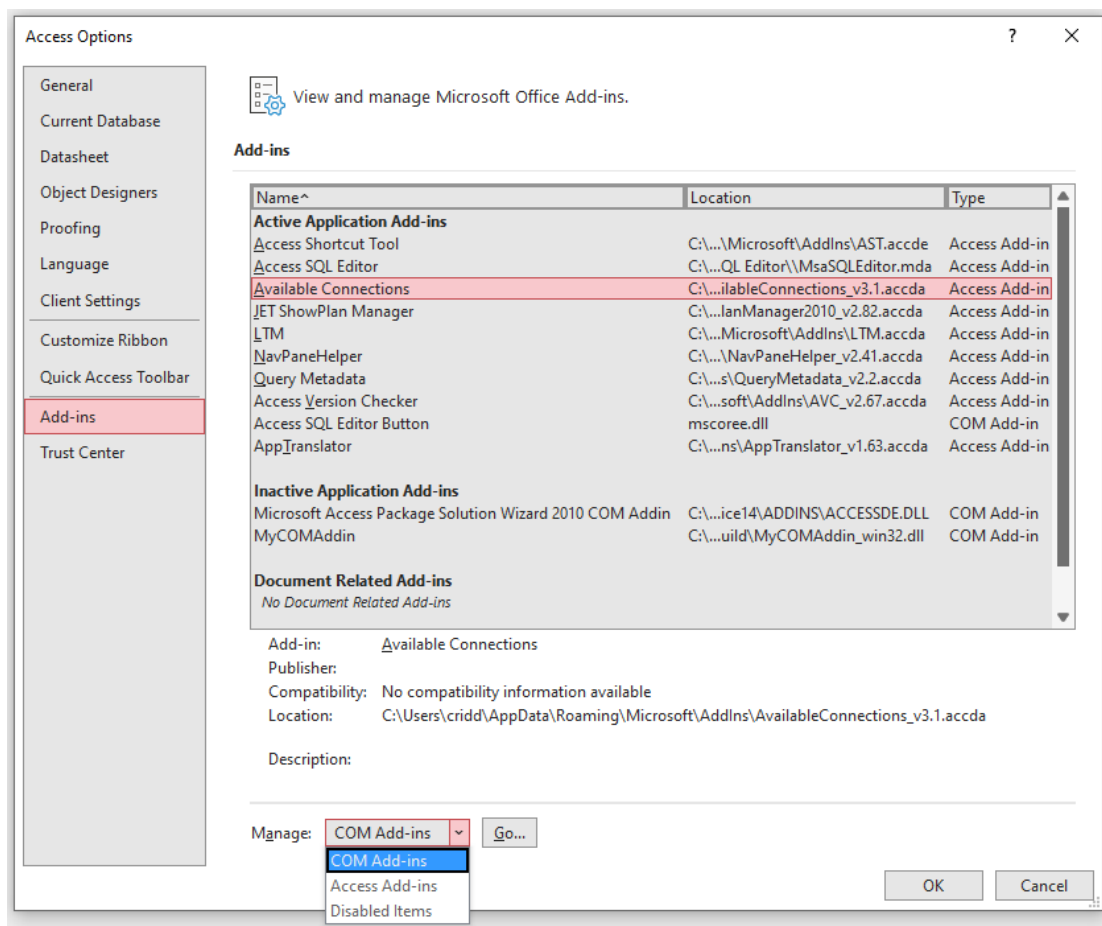 Access Options ? ×
General
Current Database
Datasheet
Object Designers
Proofing
Language
Client Settings
Customize Ribbon
Quick Access Toolbar
Add-ins
Trust Center
View and manage Microsoft Office Add-ins.
Add-ins
Name^ Location Type
Active Application Add-ins
Access Shortcut Tool C:\...\Microsoft\AddIns\AST.accde Access Add-in
Access SQL Editor C:\...QL Editor\\MsaSQLEditor.mda Access Add-in
Available Connections C:\...ilableConnections_v3.1.accda Access Add-in
JET ShowPlan Manager C:\...lanManager2010_v2.82.accda Access Add-in
LTM C:\...Microsoft\AddIns\LTM.accda Access Add-in
NavPaneHelper C:\...\NavPaneHelper_v2.41.accda Access Add-in
Query Metadata C:\...s\QueryMetadata_v2.2.accda Access Add-in
Access Version Checker C:\...soft\AddIns\AVC_v2.67.accda Access Add-in
Access SQL Editor Button mscoree.dll COM Add-in
AppTranslator C:\...ns\AppTranslator_v1.63.accda Access Add-in
Inactive Application Add-ins
Microsoft Access Package Solution Wizard 2010 COM Addin C:\...ice14\ADDINS\ACCESSDE.DLL COM Add-in
MyCOMAddin C:\...uild\MyCOMAddin_win32.dll COM Add-in
Document Related Add-ins
No Document Related Add-ins
Add-in: Available Connections
Publisher:
Compatibility: No compatibility information available
Location: C:\Users\cridd\AppData\Roaming\Microsoft\AddIns\AvailableConnections_v3.1.accda
Description:
Manage: COM Add-ins Go...
COM Add-ins
Access Add-ins
Disabled Items
OK Cancel